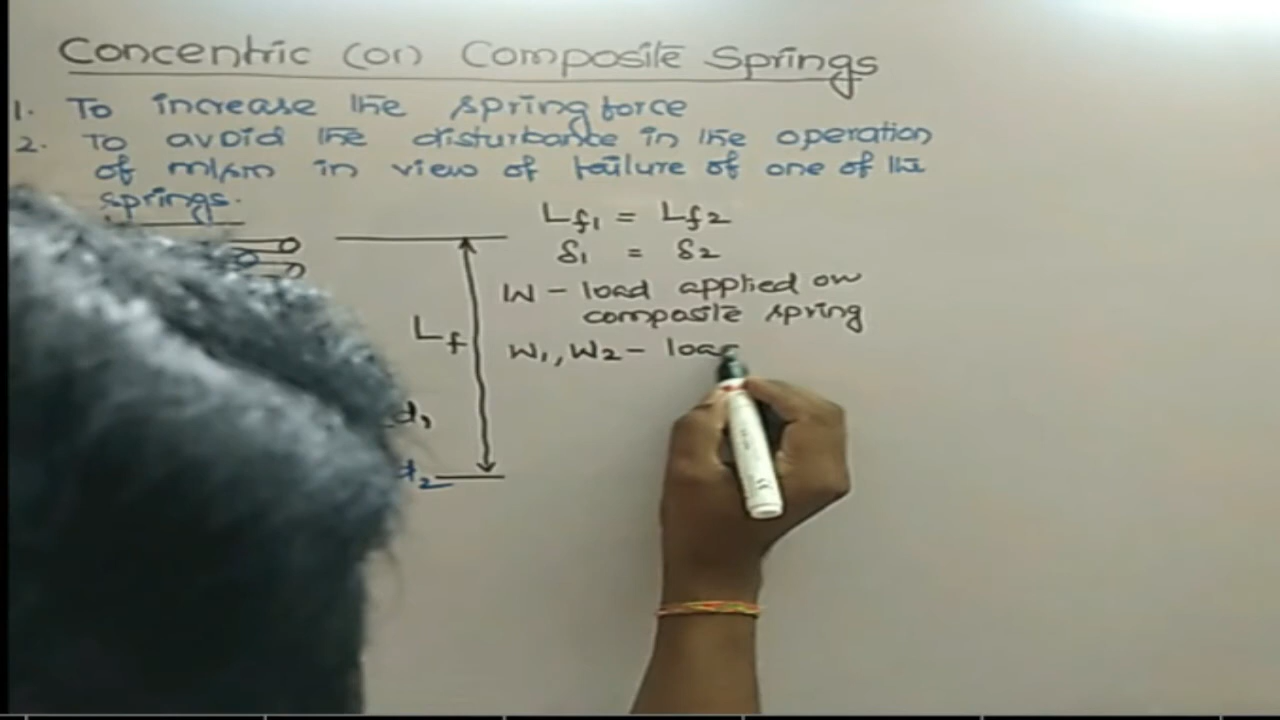 Concentric (or) Composite Springs
1. To increase the spring force
2. To avoid the disturbance in the operation
of m/sm in view of failure of one of the
springs.
Lf1 = Lf2
δ1 = δ2
W - load applied on
composite spring
Lf
W1, W2 - load
d1
d2